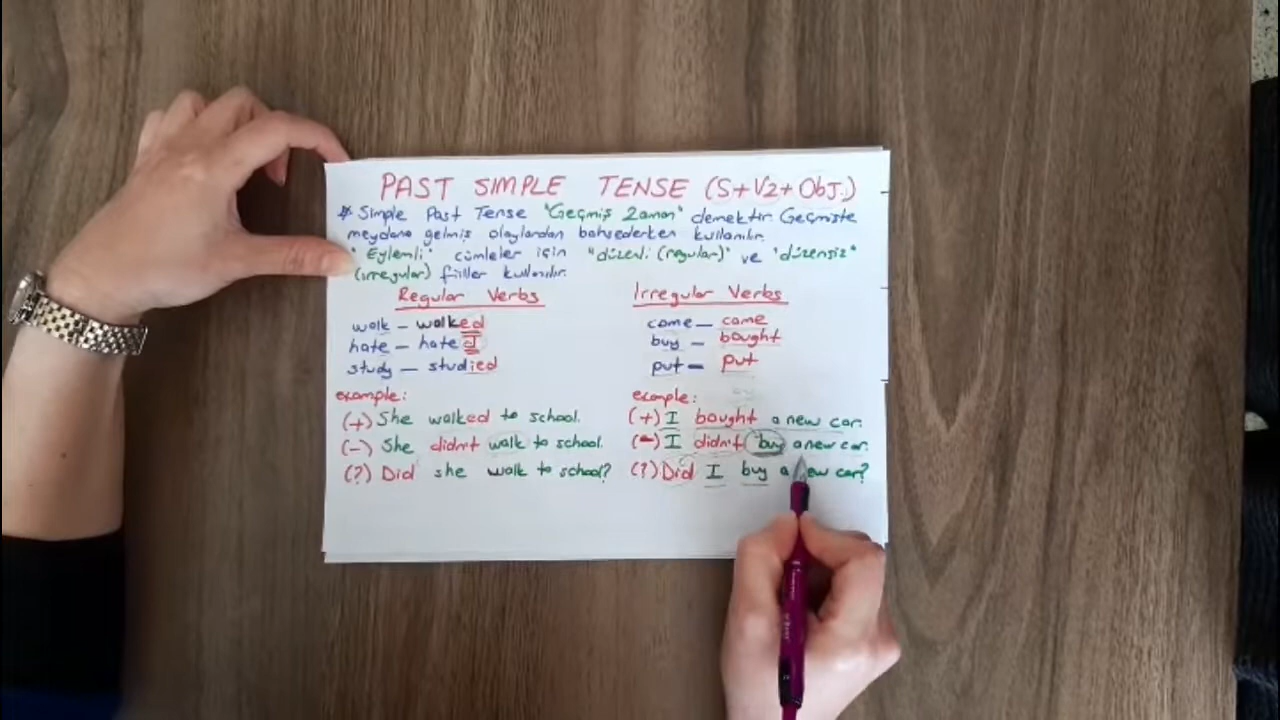 PAST SIMPLE TENSE (S+V2+Obj.)
* Simple Past Tense "Geçmiş Zaman" demektir. Geçmişte
meydana gelmiş olaylardan bahsederken kullanılır.
"Eylemli" cümleler için "düzenli (regular)" ve "düzensiz"
(irregular) fiiller kullanılır.
Regular Verbs
walk — walked
hate — hated
study — studied
example:
(+) She walked to school.
(-) She didn't walk to school.
(?) Did she walk to school?
Irregular Verbs
come — came
buy — bought
put — put
example:
(+) I bought a new car.
(-) I didn't buy a new car.
(?) Did I buy a new car?